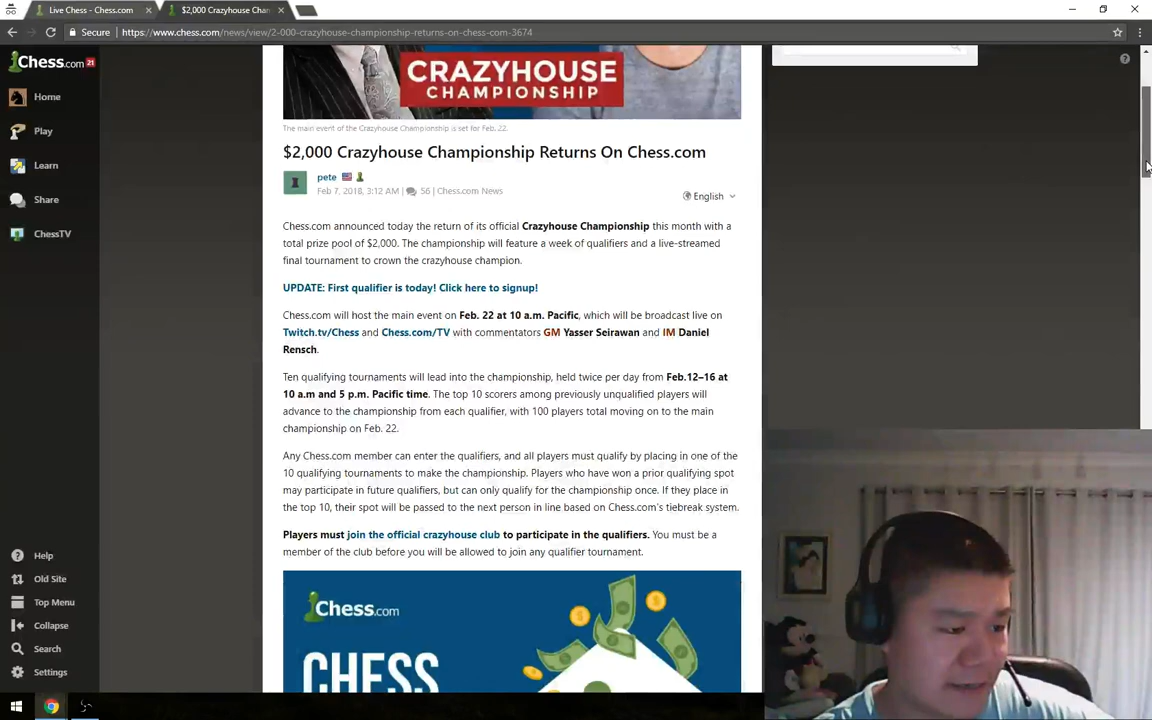 Live Chess - Chess.com
$2,000 Crazyhouse Cham
Secure
https://www.chess.com/news/view/2-000-crazyhouse-championship-returns-on-chess-com-3674
Chess.com 21
Home
Play
Learn
Share
ChessTV
Help
Old Site
Top Menu
Collapse
Search
Settings
CRAZYHOUSE
CHAMPIONSHIP
The main event of the Crazyhouse Championship is set for Feb. 22.
$2,000 Crazyhouse Championship Returns On Chess.com
pete
Feb 7, 2018, 3:12 AM | 56 | Chess.com News
English
Chess.com announced today the return of its official Crazyhouse Championship this month with a
total prize pool of $2,000. The championship will feature a week of qualifiers and a live-streamed
final tournament to crown the crazyhouse champion.
UPDATE: First qualifier is today! Click here to signup!
Chess.com will host the main event on Feb. 22 at 10 a.m. Pacific, which will be broadcast live on
Twitch.tv/Chess and Chess.com/TV with commentators GM Yasser Seirawan and IM Daniel
Rensch.
Ten qualifying tournaments will lead into the championship, held twice per day from Feb.12–16 at
10 a.m and 5 p.m. Pacific time. The top 10 scorers among previously unqualified players will
advance to the championship from each qualifier, with 100 players total moving on to the main
championship on Feb. 22.
Any Chess.com member can enter the qualifiers, and all players must qualify by placing in one of the
10 qualifying tournaments to make the championship. Players who have won a prior qualifying spot
may participate in future qualifiers, but can only qualify for the championship once. If they place in
the top 10, their spot will be passed to the next person in line based on Chess.com's tiebreak system.
Players must join the official crazyhouse club to participate in the qualifiers. You must be a
member of the club before you will be allowed to join any qualifier tournament.
Chess.com
CHESS